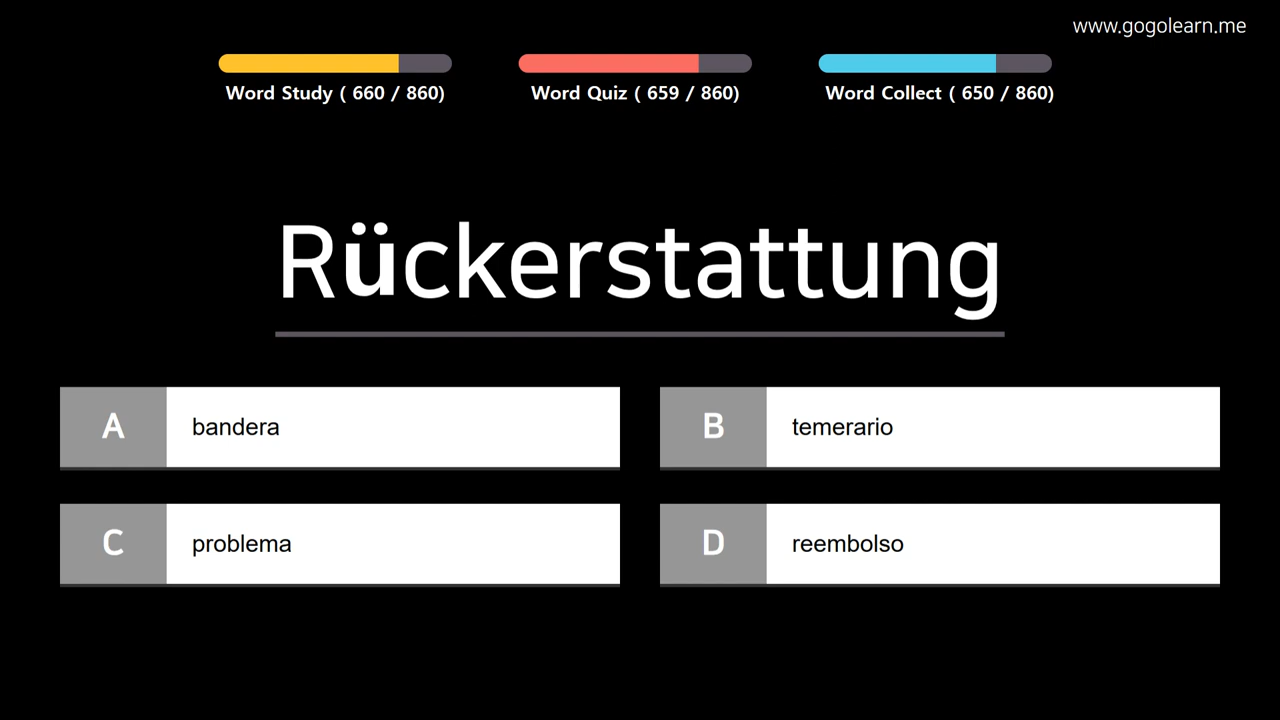 www.gogolearn.me
Word Study ( 660 / 860)
Word Quiz ( 659 / 860)
Word Collect ( 650 / 860)
Rückerstattung
A bandera
B temerario
C problema
D reembolso